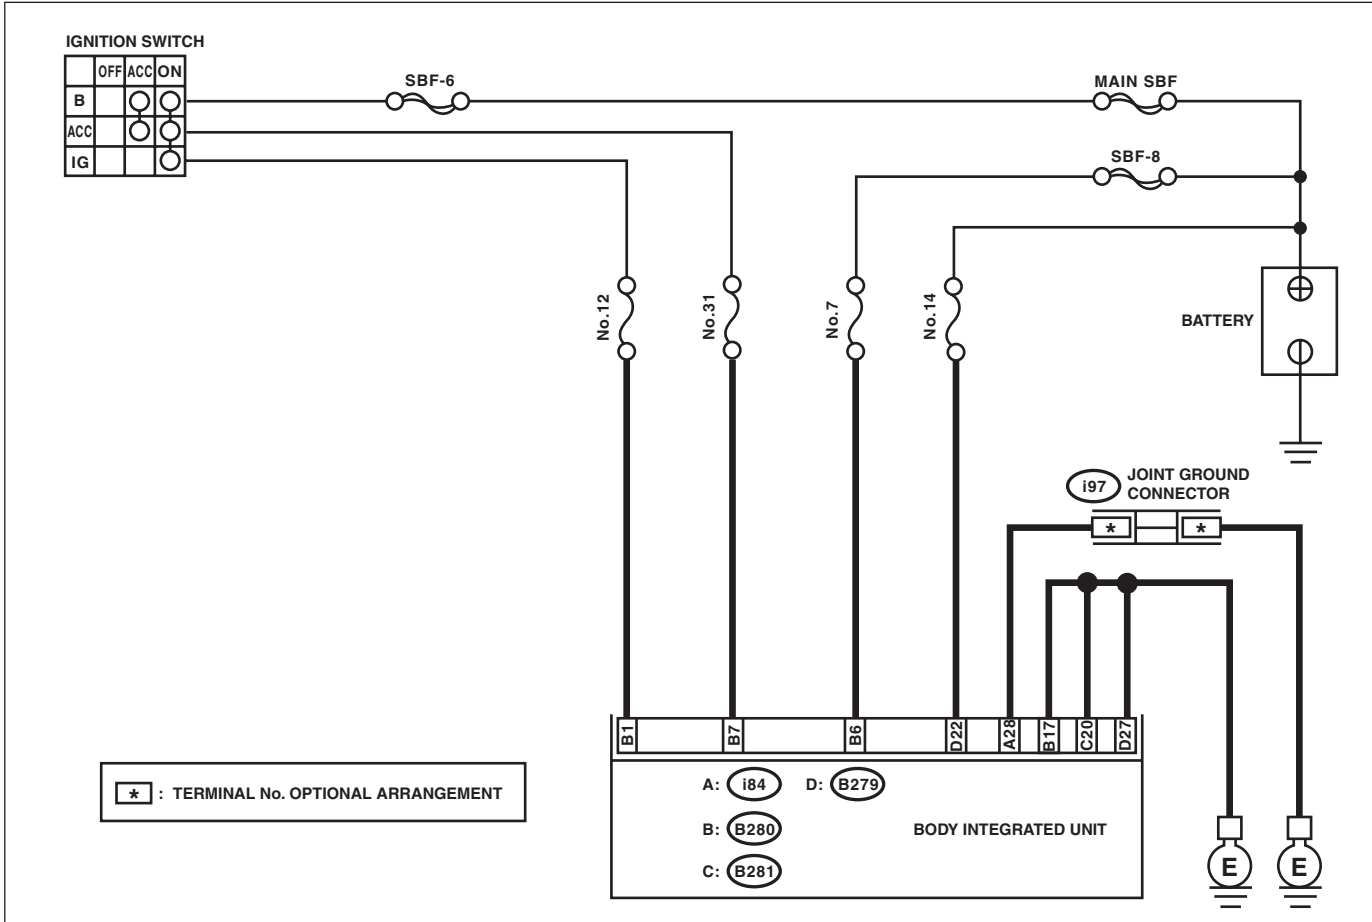 IGNITION SWITCH
OFF ACC ON
B
ACC
IG
SBF-6
MAIN SBF
SBF-8
No.12
No.31
No.7
No.14
BATTERY
i97 JOINT GROUND
CONNECTOR
* *
B1 B7 B6 D22 A28 B17 C20 D27
A: i84 D: B279
B: B280
C: B281
BODY INTEGRATED UNIT
* : TERMINAL No. OPTIONAL ARRANGEMENT
E E